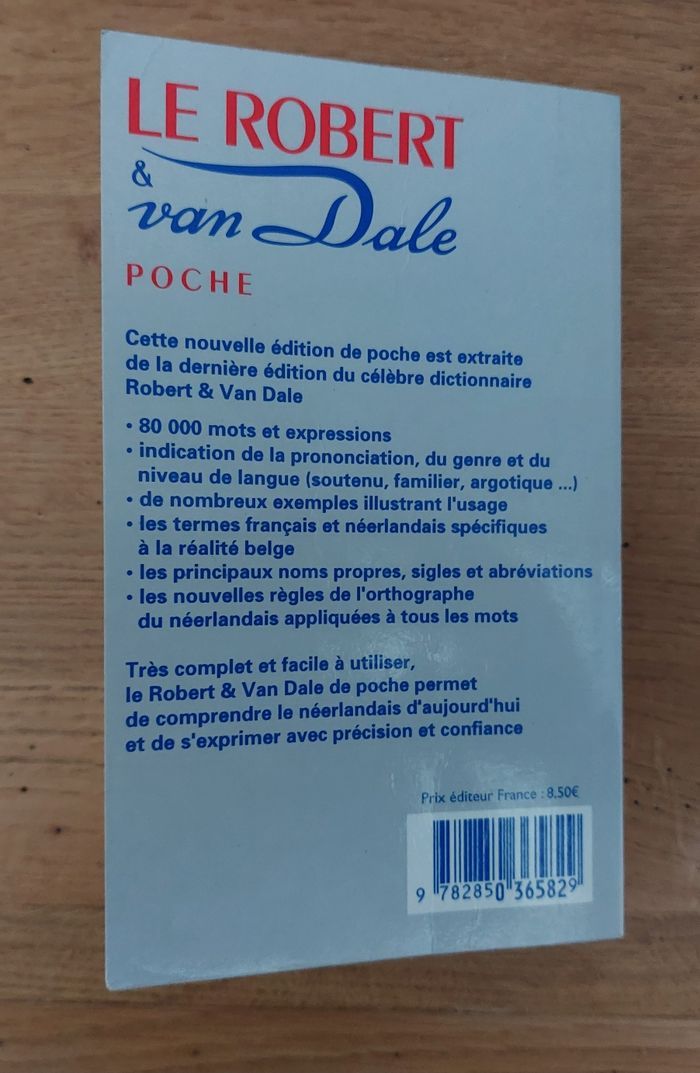 LE ROBERT
&
van Dale
POCHE
Cette nouvelle édition de poche est extraite
de la dernière édition du célèbre dictionnaire
Robert & Van Dale
• 80 000 mots et expressions
• indication de la prononciation, du genre et du
niveau de langue (soutenu, familier, argotique ...)
• de nombreux exemples illustrant l'usage
• les termes français et néerlandais spécifiques
à la réalité belge
• les principaux noms propres, sigles et abréviations
• les nouvelles règles de l'orthographe
du néerlandais appliquées à tous les mots
Très complet et facile à utiliser,
le Robert & Van Dale de poche permet
de comprendre le néerlandais d'aujourd'hui
et de s'exprimer avec précision et confiance
Prix éditeur France : 8.50€
9 782850 365829